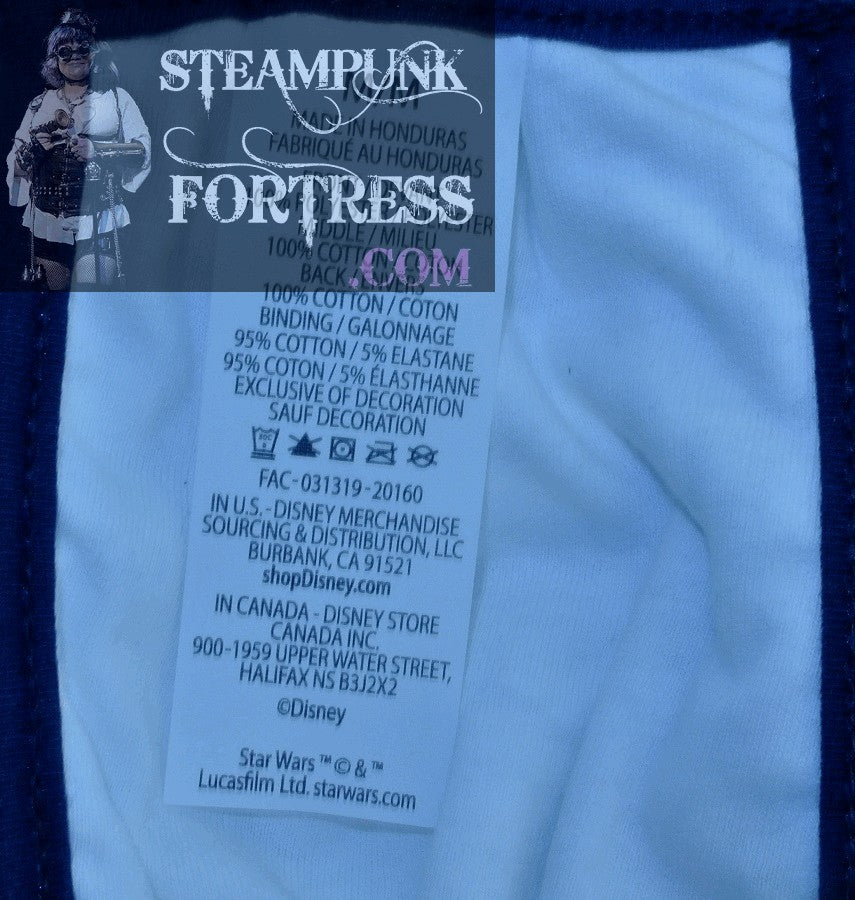 STEAMPUNK
FORTRESS
.COM
MADE IN HONDURAS
FABRIQUÉ AU HONDURAS
MIDDLE / MILIEU
100% COTTON
BACK
100% COTTON / COTON
BINDING / GALONNAGE
95% COTTON / 5% ELASTANE
95% COTON / 5% ÉLASTHANNE
EXCLUSIVE OF DECORATION
SAUF DECORATION
FAC-031319-20160
IN U.S. - DISNEY MERCHANDISE
SOURCING & DISTRIBUTION, LLC
BURBANK, CA 91521
shopDisney.com
IN CANADA - DISNEY STORE
CANADA INC.
900-1959 UPPER WATER STREET,
HALIFAX NS B3J2X2
©Disney
Star Wars ™ © & ™
Lucasfilm Ltd. starwars.com